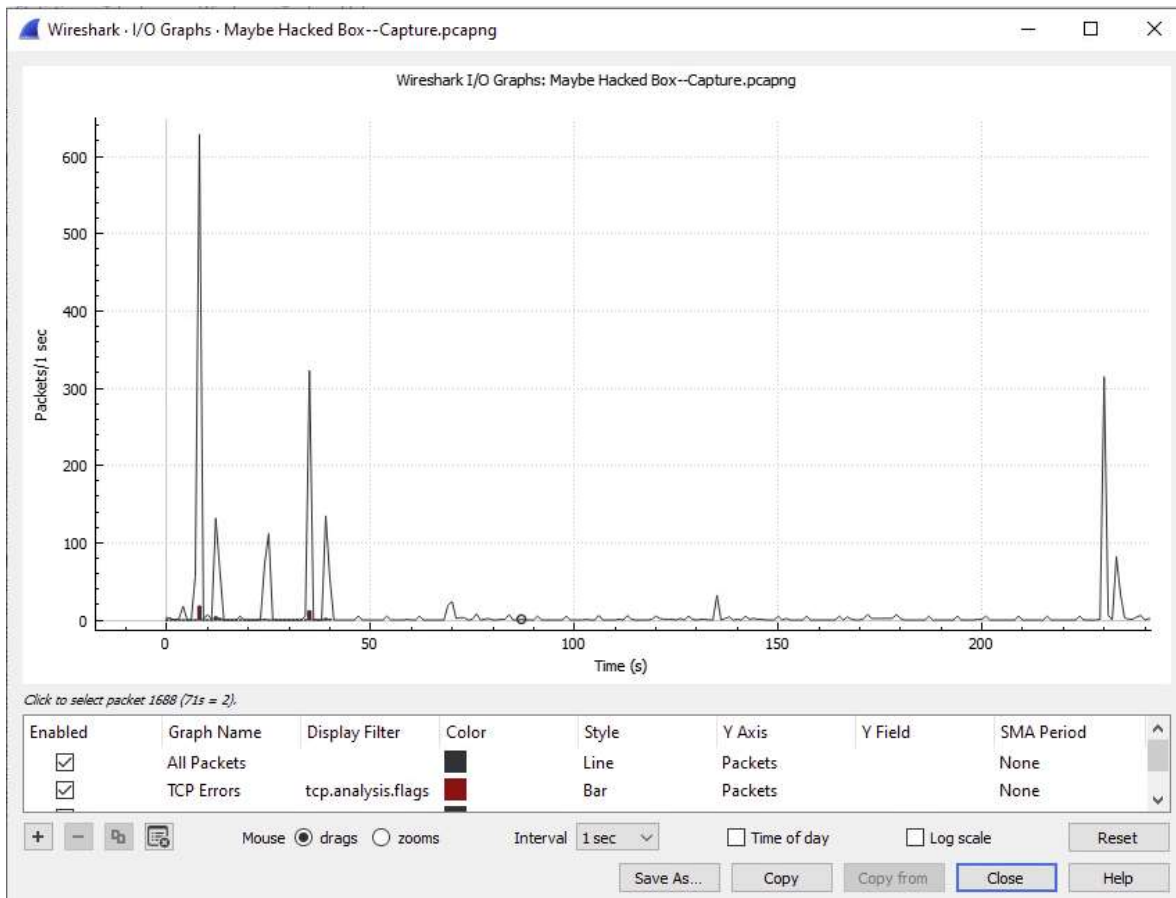 Wireshark · I/O Graphs · Maybe Hacked Box--Capture.pcapng
Wireshark I/O Graphs: Maybe Hacked Box--Capture.pcapng
600
500
400
300
200
100
0
Packets/1 sec
0 50 100 150 200
Time (s)
Click to select packet 1688 (71s = 2).
Enabled Graph Name Display Filter Color Style Y Axis Y Field SMA Period
All Packets Line Packets None
TCP Errors tcp.analysis.flags Bar Packets None
Mouse drags zooms Interval 1 sec Time of day Log scale Reset
Save As... Copy Copy from Close Help